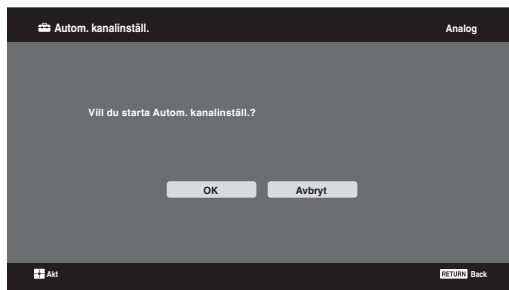 Autom. kanalinställ. Analog
Vill du starta Autom. kanalinställ.?
OK Avbryt
Akt RETURN Back